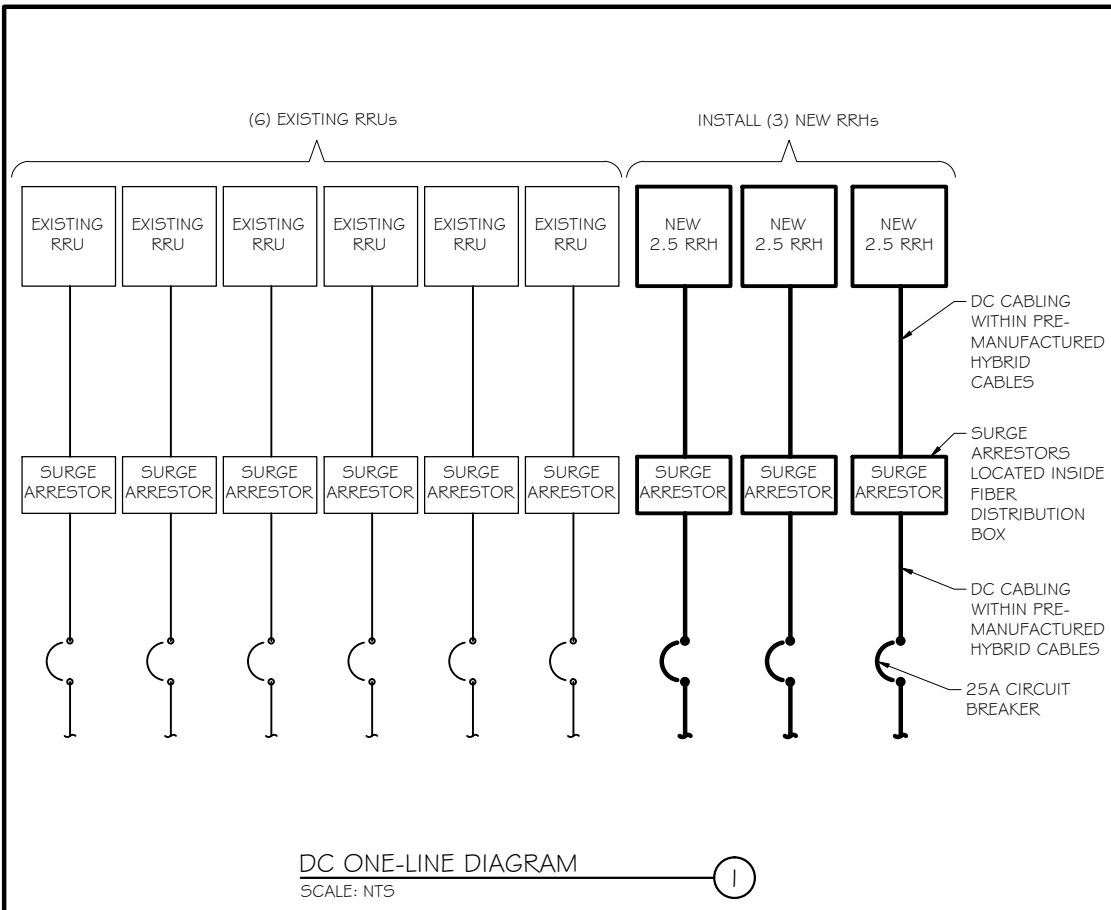 (6) EXISTING RRUs
INSTALL (3) NEW RRHs
EXISTING
RRU
EXISTING
RRU
EXISTING
RRU
EXISTING
RRU
EXISTING
RRU
EXISTING
RRU
NEW
2.5 RRH
NEW
2.5 RRH
NEW
2.5 RRH
DC CABLING
WITHIN PRE-
MANUFACTURED
HYBRID
CABLES
SURGE
ARRESTOR
SURGE
ARRESTOR
SURGE
ARRESTOR
SURGE
ARRESTOR
SURGE
ARRESTOR
SURGE
ARRESTOR
SURGE
ARRESTOR
SURGE
ARRESTOR
SURGE
ARRESTOR
SURGE
ARRESTORS
LOCATED INSIDE
FIBER
DISTRIBUTION
BOX
DC CABLING
WITHIN PRE-
MANUFACTURED
HYBRID CABLES
25A CIRCUIT
BREAKER
DC ONE-LINE DIAGRAM
SCALE: NTS
1